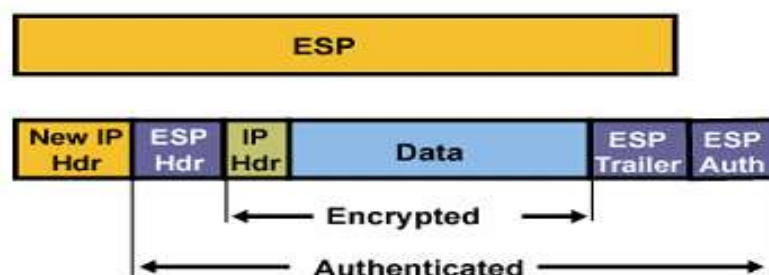 ESP
New IP ESP IP Data ESP ESP
Hdr Hdr Hdr Trailer Auth
Encrypted
Authenticated